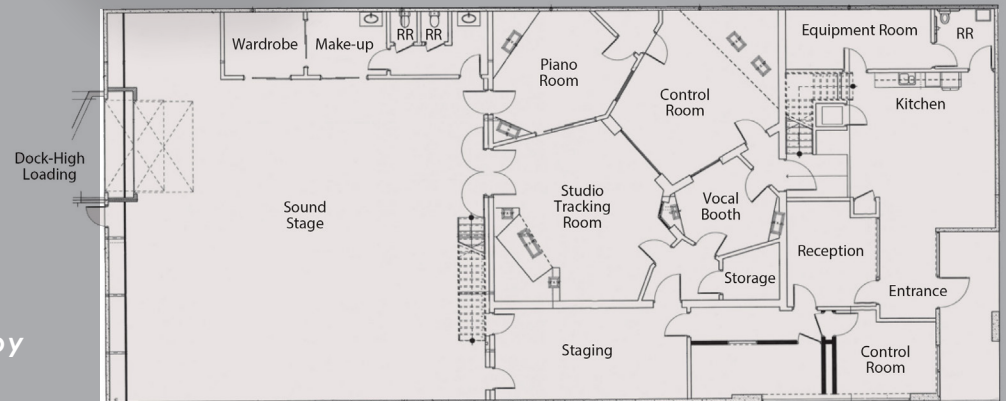 Wardrobe
Make-up
RR
RR
Equipment Room
RR
Piano
Room
Control
Room
Kitchen
Dock-High
Loading
Sound
Stage
Studio
Tracking
Room
Vocal
Booth
Reception
Storage
Entrance
Staging
Control
Room